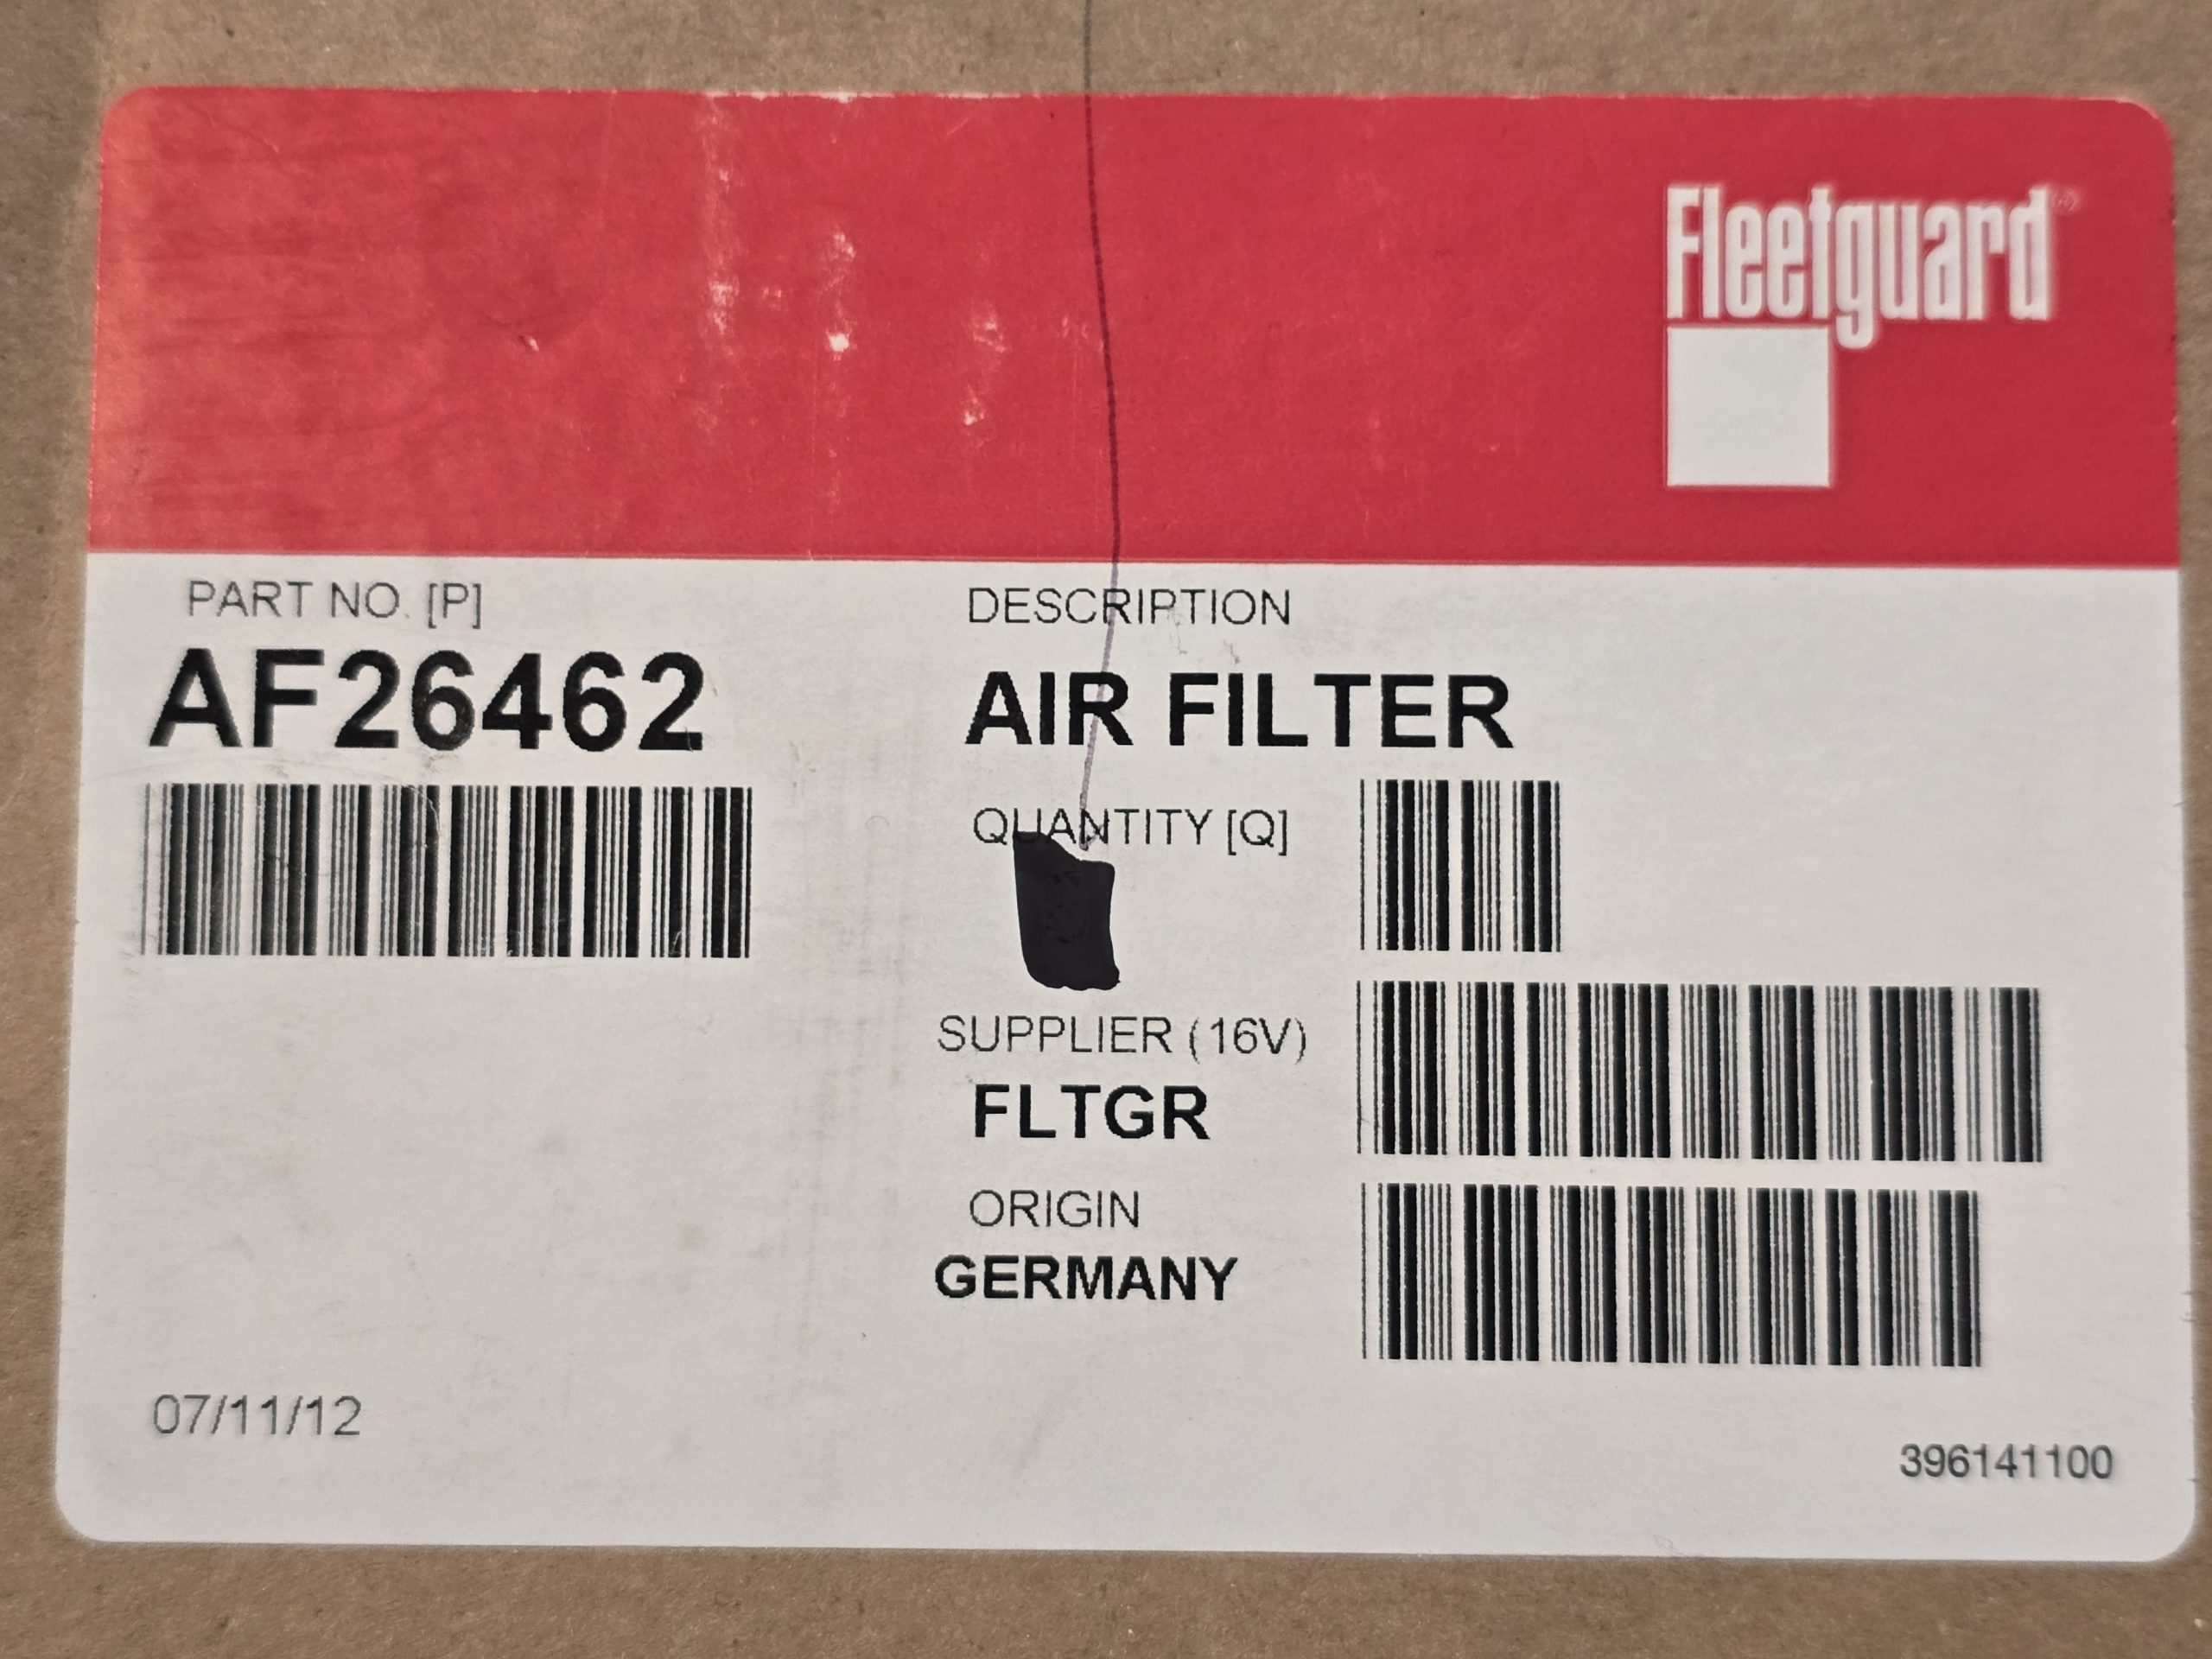 Fleetguard®
PART NO. [P]
AF26462
DESCRIPTION
AIR FILTER
QUANTITY [Q]
SUPPLIER (16V)
FLTGR
ORIGIN
GERMANY
07/11/12
396141100